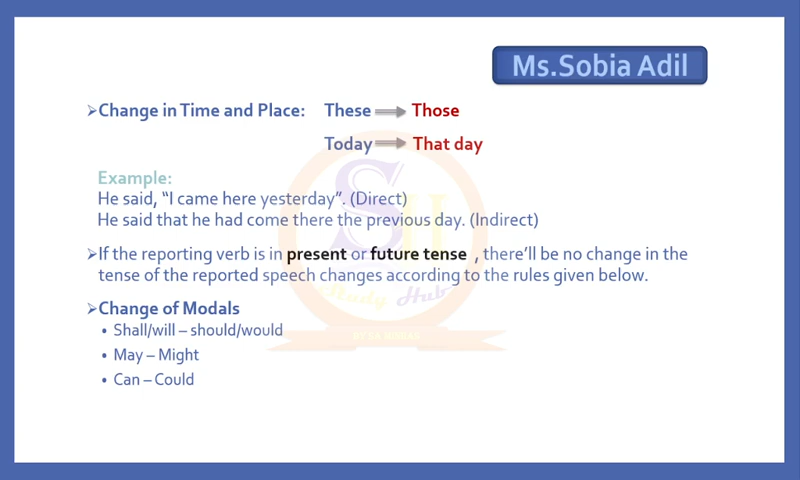 Ms.Sobia Adil
➢Change in Time and Place: These → Those
Today → That day
Example:
He said, “I came here yesterday”. (Direct)
He said that he had come there the previous day. (Indirect)
➢If the reporting verb is in present or future tense , there’ll be no change in the
tense of the reported speech changes according to the rules given below.
➢Change of Modals
• Shall/will – should/would
• May – Might
• Can – Could
SH
Study Hub